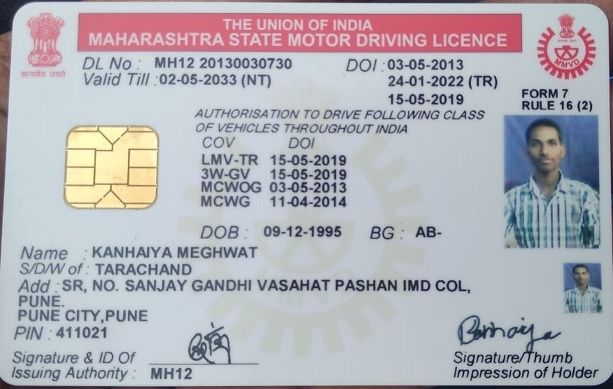 THE UNION OF INDIA
MAHARASHTRA STATE MOTOR DRIVING LICENCE
सत्यमेव जयते
MMVD
DL No : MH12 20130030730 DOI : 03-05-2013
Valid Till : 02-05-2033 (NT) 24-01-2022 (TR)
15-05-2019
FORM 7
RULE 16 (2)
AUTHORISATION TO DRIVE FOLLOWING CLASS
OF VEHICLES THROUGHOUT INDIA
COV DOI
LMV-TR 15-05-2019
3W-GV 15-05-2019
MCWOG 03-05-2013
MCWG 11-04-2014
DOB : 09-12-1995 BG : AB-
Name : KANHAIYA MEGHWAT
S/D/W of : TARACHAND
Add : SR, NO. SANJAY GANDHI VASAHAT PASHAN IMD COL,
PUNE.
PUNE CITY,PUNE
PIN : 411021
Signature & ID Of
Issuing Authority : MH12
Signature/Thumb
Impression of Holder